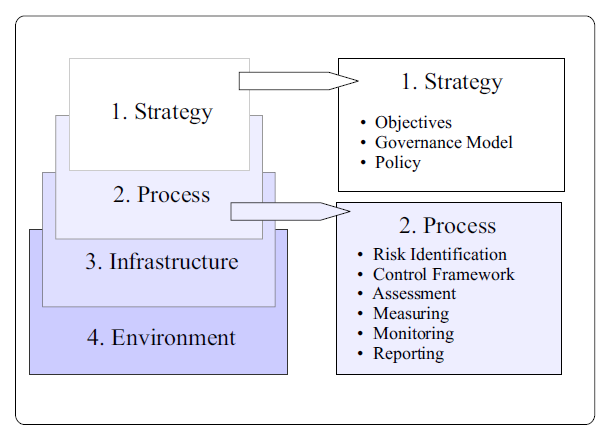 1. Strategy
2. Process
3. Infrastructure
4. Environment
1. Strategy
• Objectives
• Governance Model
• Policy
2. Process
• Risk Identification
• Control Framework
• Assessment
• Measuring
• Monitoring
• Reporting